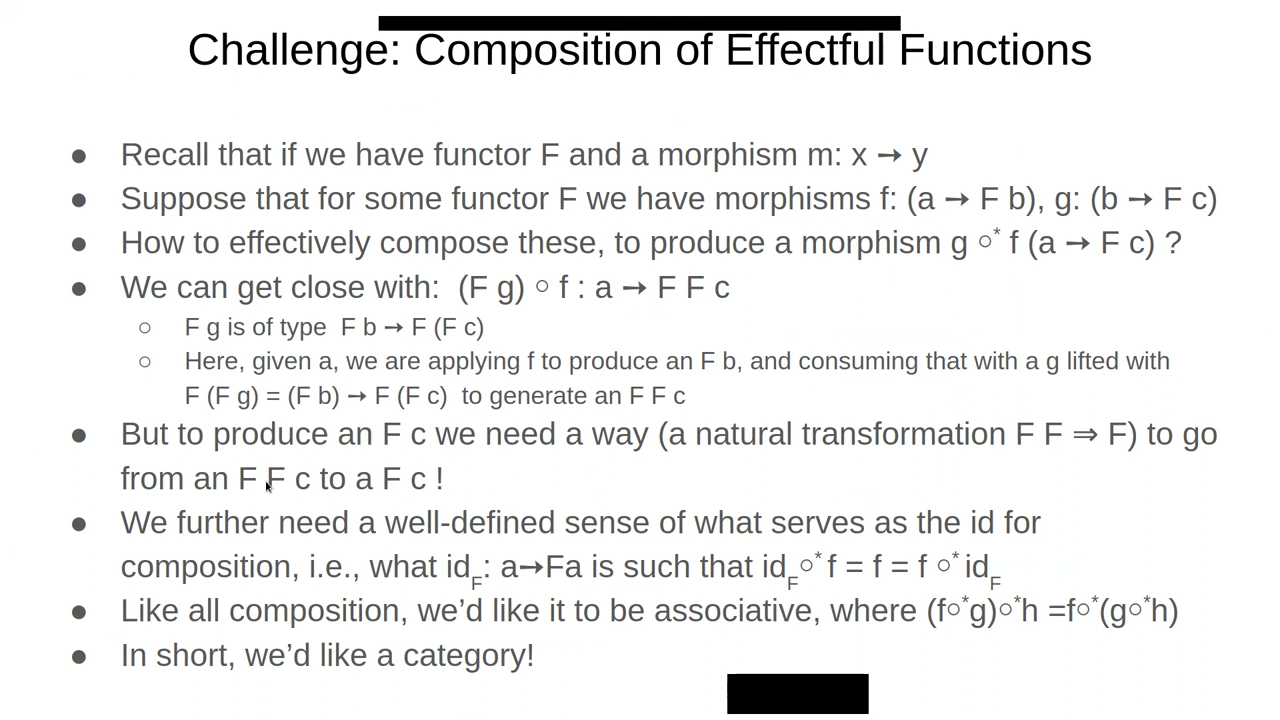 Challenge: Composition of Effectful Functions
● Recall that if we have functor F and a morphism m: x → y
● Suppose that for some functor F we have morphisms f: (a → F b), g: (b → F c)
● How to effectively compose these, to produce a morphism g ○* f (a → F c) ?
● We can get close with:  (F g) ○ f : a → F F c
○ F g is of type  F b → F (F c)
○ Here, given a, we are applying f to produce an F b, and consuming that with a g lifted with
F (F g) = (F b) → F (F c)  to generate an F F c
● But to produce an F c we need a way (a natural transformation F F ⇒ F) to go
from an F F c to a F c !
● We further need a well-defined sense of what serves as the id for
composition, i.e., what id_F: a→Fa is such that id_F○* f = f = f ○* id_F
● Like all composition, we’d like it to be associative, where (f○*g)○*h =f○*(g○*h)
● In short, we’d like a category!